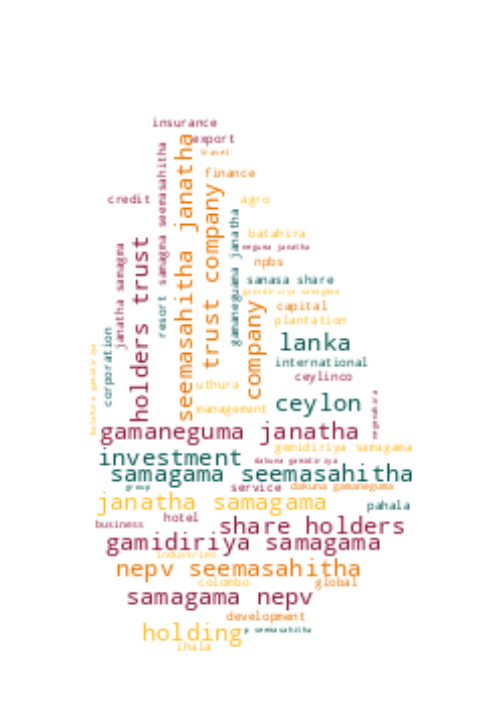 insurance
export
travel
finance
credit
agro
samagma seemasahitha
seemasahitha janatha
trust company
gamaneguma janatha
batahira
janatha samagma
holders trust
neguma janatha
npbs
samasa share
gamidiriya samagama
resort
capital
plantation
company
lanka
corporation
international
ceylinco
uthura
management
ceylon
gamaneguma janatha
gemidiriya samagama
investment
dakuna gamidiriya
samagama seemasahitha
group
service
dakuna gamaneguma
janatha samagama
pahala
hotel
business
share holders
gamidiriya samagama
industries
nepv seemasahitha
colombo
global
samagama nepv
development
holding
p seemasahitha
ihala